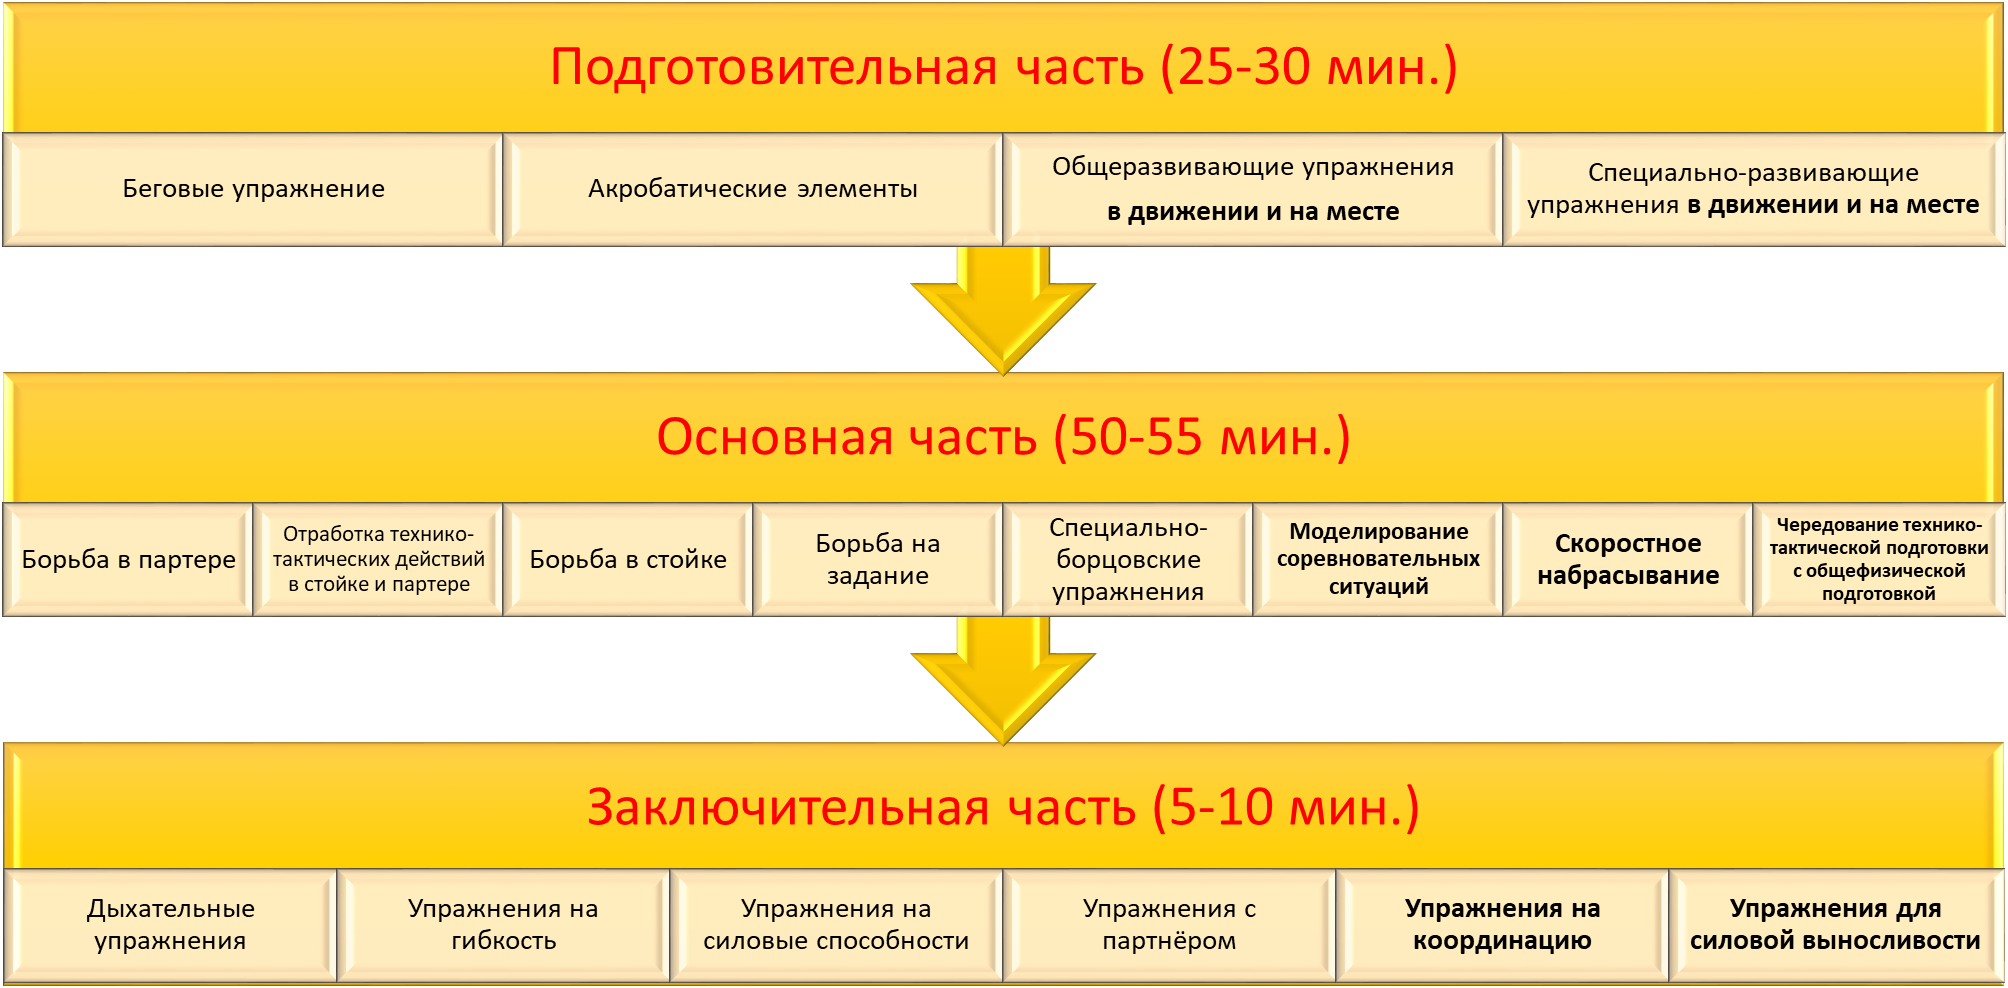 Подготовительная часть (25-30 мин.)
Беговые упражнение
Акробатические элементы
Общеразвивающие упражнения
в движении и на месте
Специально-развивающие
упражнения в движении и на месте
Основная часть (50-55 мин.)
Борьба в партере
Отработка технико-
тактических действий
в стойке и партере
Борьба в стойке
Борьба на
задание
Специально-
борцовские
упражнения
Моделирование
соревновательных
ситуаций
Скоростное
набрасывание
Чередование технико-
тактической подготовки
с общефизической
подготовкой
Заключительная часть (5-10 мин.)
Дыхательные
упражнения
Упражнения на
гибкость
Упражнения на
силовые способности
Упражнения с
партнёром
Упражнения на
координацию
Упражнения для
силовой выносливости